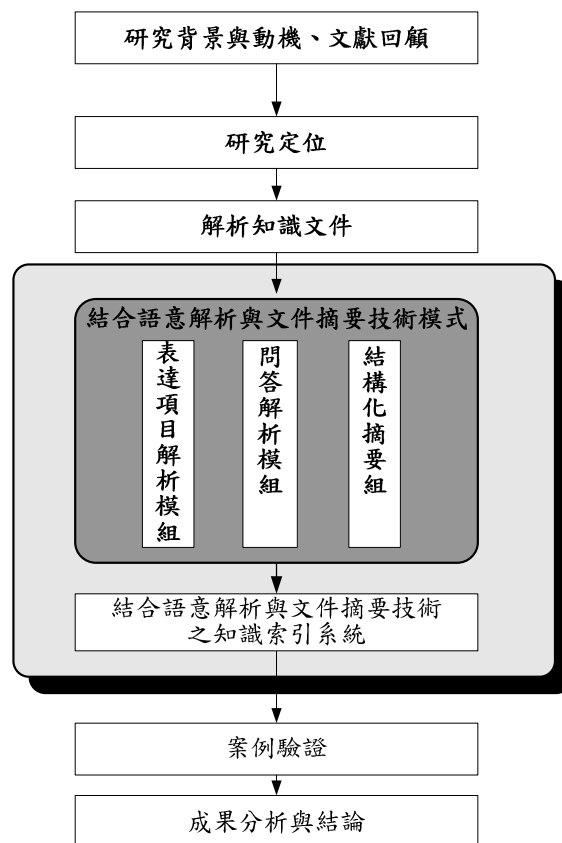 研究背景與動機、文獻回顧
研究定位
解析知識文件
結合語意解析與文件摘要技術模式
表達項目解析模組
問答解析模組
結構化摘要組
結合語意解析與文件摘要技術
之知識索引系統
案例驗證
成果分析與結論